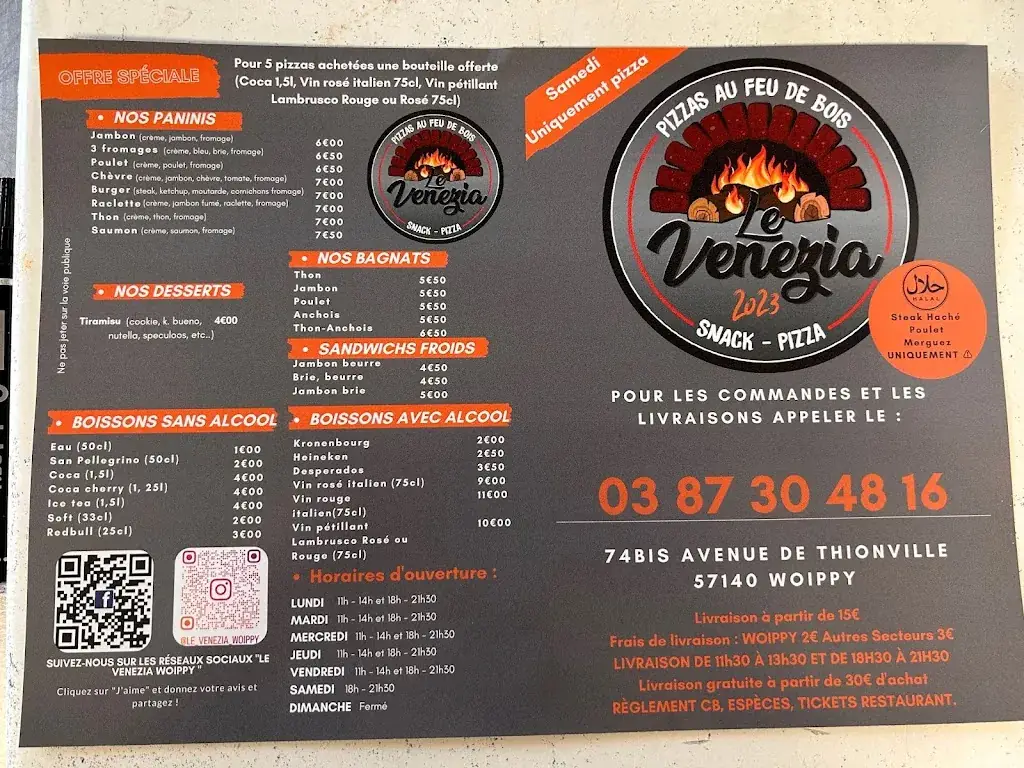 OFFRE SPÉCIALE
Pour 5 pizzas achetées une bouteille offerte
(Coca 1,5l, Vin rosé italien 75cl, Vin pétillant
Lambrusco Rouge ou Rosé 75cl)
• NOS PANINIS
Jambon (crème, jambon, fromage) 6€00
3 fromages (crème, bleu, brie, fromage) 6€50
Poulet (crème, poulet, fromage) 6€50
Chèvre (crème, jambon, chèvre, tomate, fromage) 7€00
Burger (steak, ketchup, moutarde, cornichons fromage) 7€00
Raclette (crème, jambon fumé, raclette, fromage) 7€00
Thon (crème, thon, fromage) 7€00
Saumon (crème, saumon, fromage) 7€50
PIZZAS AU FEU DE BOIS
Le
Venezia
SNACK - PIZZA
Ne pas jeter sur la voie publique
• NOS DESSERTS
Tiramisu (cookie, k. bueno, 4€00
nutella, speculoos, etc..)
• NOS BAGNATS
Thon 5€50
Jambon 5€50
Poulet 5€50
Anchois 5€50
Thon-Anchois 6€50
• SANDWICHS FROIDS
Jambon beurre 4€50
Brie, beurre 4€50
Jambon brie 5€00
• BOISSONS SANS ALCOOL
Eau (50cl) 1€00
San Pellegrino (50cl) 2€00
Coca (1,5l) 4€00
Coca cherry (1, 25l) 4€00
Ice tea (1,5l) 4€00
Soft (33cl) 2€00
Redbull (25cl) 3€00
• BOISSONS AVEC ALCOOL
Kronenbourg 2€00
Heineken 2€50
Desperados 3€50
Vin rosé italien (75cl) 9€00
Vin rouge 11€00
italien(75cl)
Vin pétillant 10€00
Lambrusco Rosé ou
Rouge (75cl)
@LE_VENEZIA_WOIPPY
SUIVEZ-NOUS SUR LES RÉSEAUX SOCIAUX "LE
VENEZIA WOIPPY "
Cliquez sur "J'aime" et donnez votre avis et
partagez !
• Horaires d'ouverture :
LUNDI 11h - 14h et 18h - 21h30
MARDI 11h - 14h et 18h - 21h30
MERCREDI 11h - 14h et 18h - 21h30
JEUDI 11h - 14h et 18h - 21h30
VENDREDI 11h - 14h et 18h - 21h30
SAMEDI 18h - 21h30
DIMANCHE Fermé
Samedi
Uniquement pizza
PIZZAS AU FEU DE BOIS
Le
Venezia
2023
SNACK - PIZZA
حلال
HALAL
Steak Haché
Poulet
Merguez
UNIQUEMENT ⚠
POUR LES COMMANDES ET LES
LIVRAISONS APPELER LE :
03 87 30 48 16
74BIS AVENUE DE THIONVILLE
57140 WOIPPY
Livraison à partir de 15€
Frais de livraison : WOIPPY 2€ Autres Secteurs 3€
LIVRAISON DE 11H30 À 13H30 ET DE 18H30 À 21H30
Livraison gratuite à partir de 30€ d'achat
RÈGLEMENT CB, ESPÈCES, TICKETS RESTAURANT.